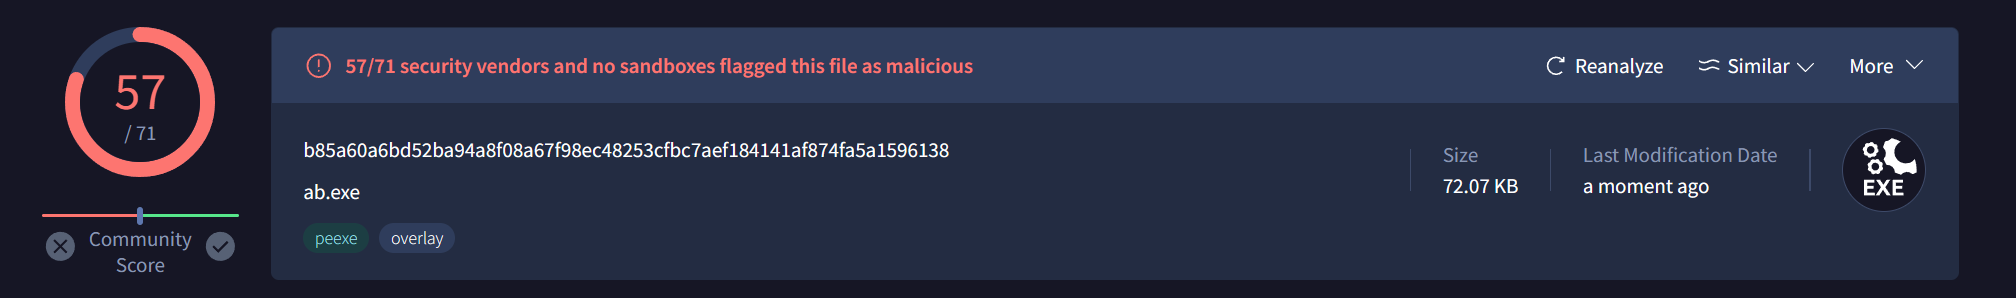 57
/ 71
Community
Score
57/71 security vendors and no sandboxes flagged this file as malicious
Reanalyze
Similar
More
b85a60a6bd52ba94a8f08a67f98ec48253cfbc7aef184141af874fa5a1596138
ab.exe
peexe
overlay
Size
72.07 KB
Last Modification Date
a moment ago
EXE